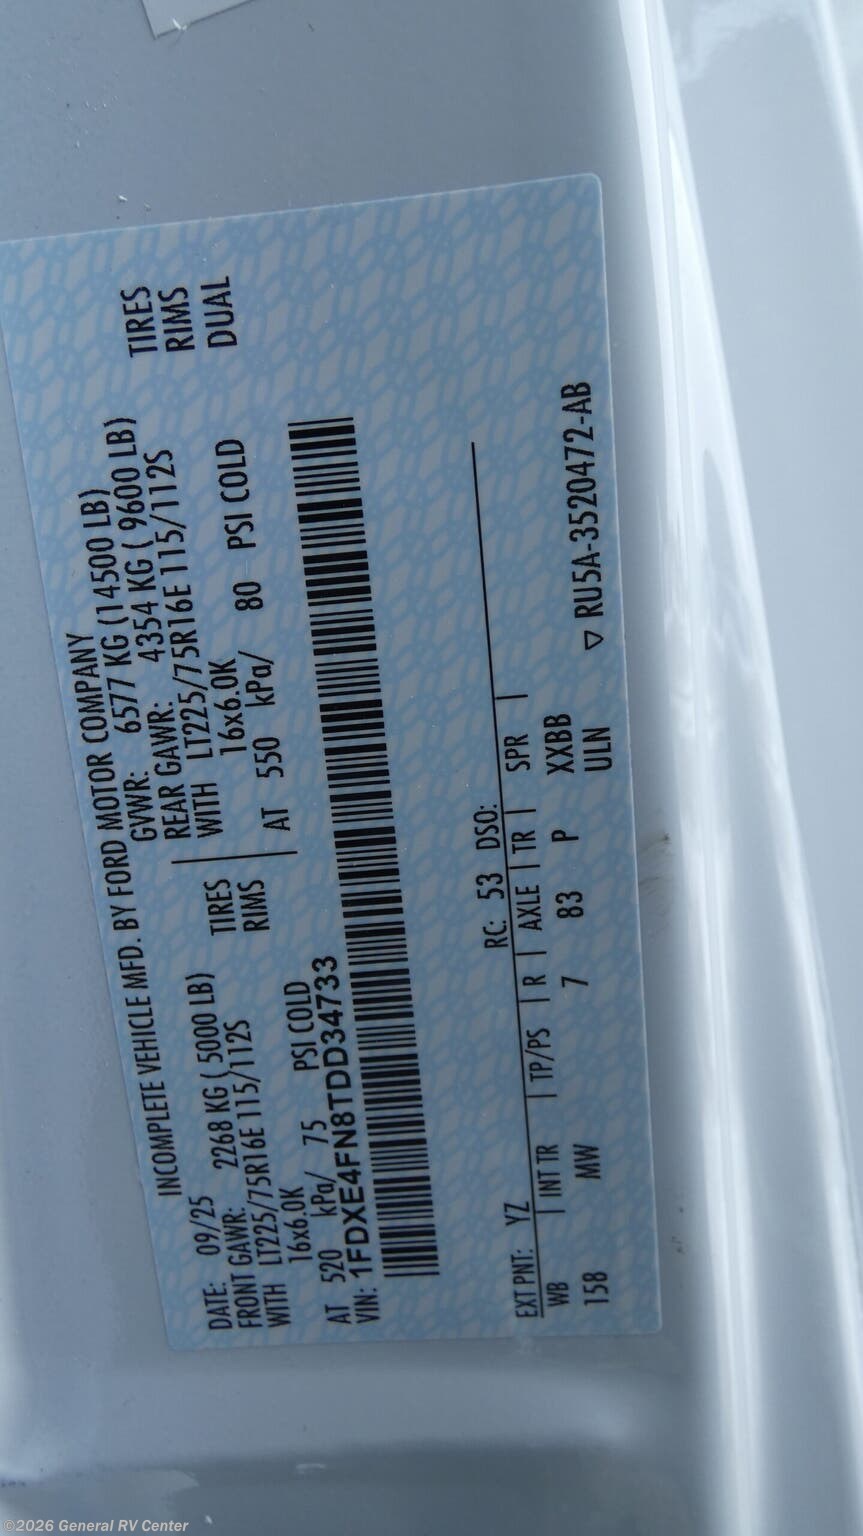 INCOMPLETE VEHICLE MFD. BY FORD MOTOR COMPANY
DATE: 09/25 GVWR: 6577 KG (14500 LB)
FRONT GAWR: 2268 KG ( 5000 LB) REAR GAWR: 4354 KG ( 9600 LB)
WITH LT225/75R16E 115/112S TIRES WITH LT225/75R16E 115/112S TIRES
16x6.0K RIMS 16x6.0K RIMS
AT 520 kPa/ 75 PSI COLD AT 550 kPa/ 80 PSI COLD DUAL
VIN: 1FDXE4FN8TDD34733
EXT PNT: YZ RC: 53 DSO:
WB | INT TR | TP/PS | R | AXLE | TR | SPR |
158 MW 7 83 P XXBB
ULN ▽ RU5A-3520472-AB
©2026 General RV Center